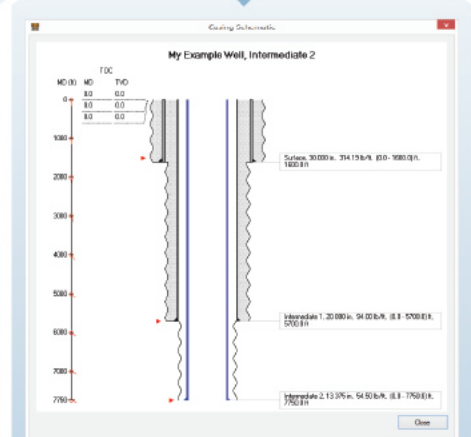 Casing Schematic
My Example Well, Intermediate 2
TOC
MD (ft) MD TVD
0 0.0 0.0
0.0 0.0
0.0 0.0
1000
2000
3000
4000
5000
6000
7000
7750
Surface, 30.000 in, 314.19 lb/ft, (0.0 - 1600.0) ft,
1600.0 ft
Intermediate 1, 20.000 in, 94.00 lb/ft, (0.0 - 5700.0) ft,
5700.0 ft
Intermediate 2, 13.375 in, 54.50 lb/ft, (0.0 - 7750.0) ft,
7750.0 ft
Close